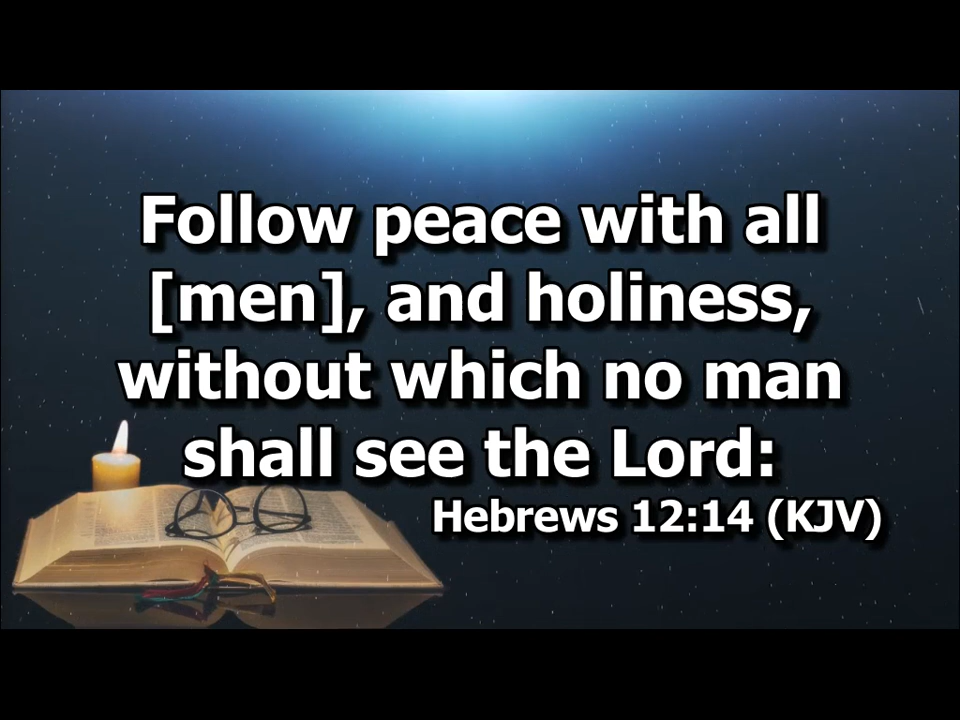 Follow peace with all
[men], and holiness,
without which no man
shall see the Lord:
Hebrews 12:14 (KJV)